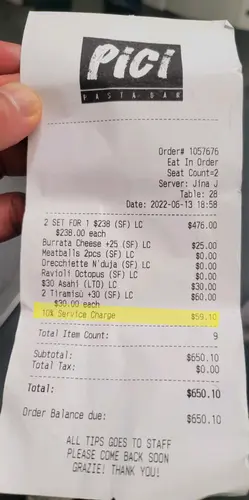 PiCi
PASTA BAR
Order# 1057676
Eat In Order
Seat Count=2
Server: Jina J
Table: 28
Date: 2022-06-13 18:58
2 SET FOR 1 $238 (SF) LC $476.00
$238.00 each
Burrata Cheese +25 (SF) LC $25.00
Meatballs 2pcs (SF) LC $0.00
Orecchiette N'duja (SF) LC $0.00
Ravioli Octopus (SF) LC $0.00
$30 Asahi (LTO) LC $30.00
2 Tiramisù +30 (SF) LC $60.00
$30.00 each
10% Service Charge $59.10
Total Item Count: 9
Subtotal: $650.10
Total Tax: $0.00
Total: $650.10
Order Balance due: $650.10
ALL TIPS GOES TO STAFF
PLEASE COME BACK SOON
GRAZIE! THANK YOU!